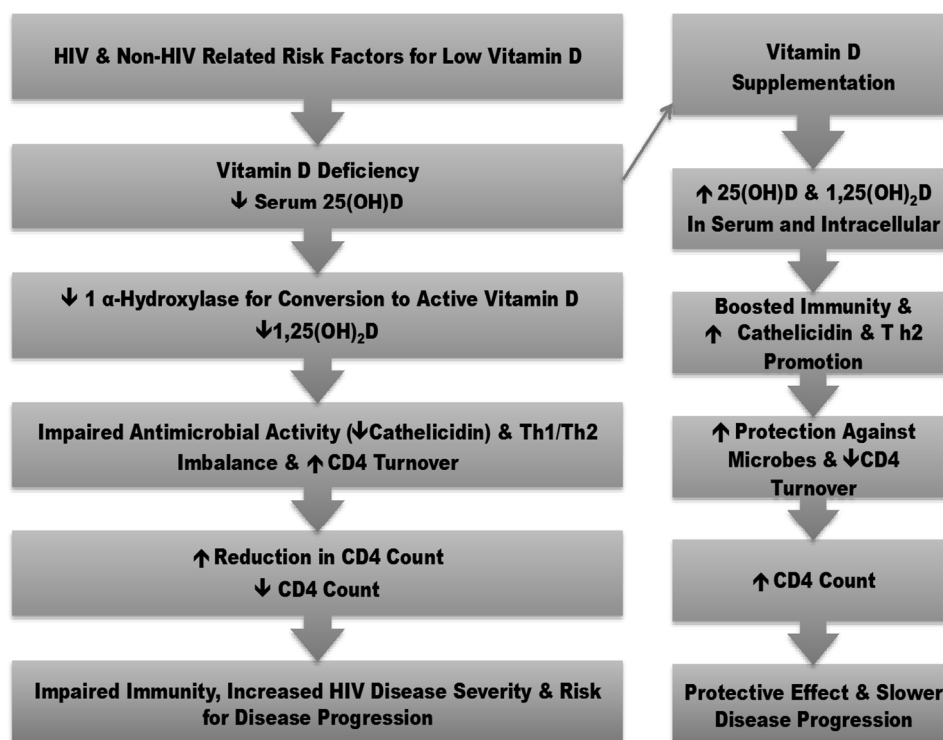 HIV & Non-HIV Related Risk Factors for Low Vitamin D
Vitamin D Deficiency
↓ Serum 25(OH)D
↓ 1 α-Hydroxylase for Conversion to Active Vitamin D
↓1,25(OH)₂D
Impaired Antimicrobial Activity (↓Cathelicidin) & Th1/Th2
Imbalance & ↑ CD4 Turnover
↑ Reduction in CD4 Count
↓ CD4 Count
Impaired Immunity, Increased HIV Disease Severity & Risk
for Disease Progression
Vitamin D
Supplementation
↑ 25(OH)D & 1,25(OH)₂D
In Serum and Intracellular
Boosted Immunity &
↑ Cathelicidin & T h2
Promotion
↑ Protection Against
Microbes & ↓CD4
Turnover
↑ CD4 Count
Protective Effect & Slower
Disease Progression